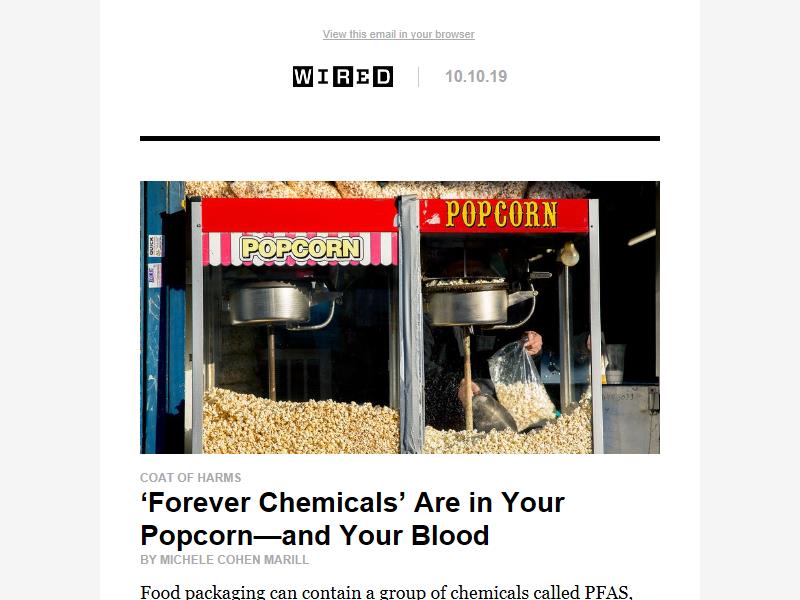 View this email in your browser
WIRED
10.10.19
POPCORN
POPCORN
QUICK
COAT OF HARMS
‘Forever Chemicals’ Are in Your
Popcorn—and Your Blood
BY MICHELE COHEN MARILL
Food packaging can contain a group of chemicals called PFAS,